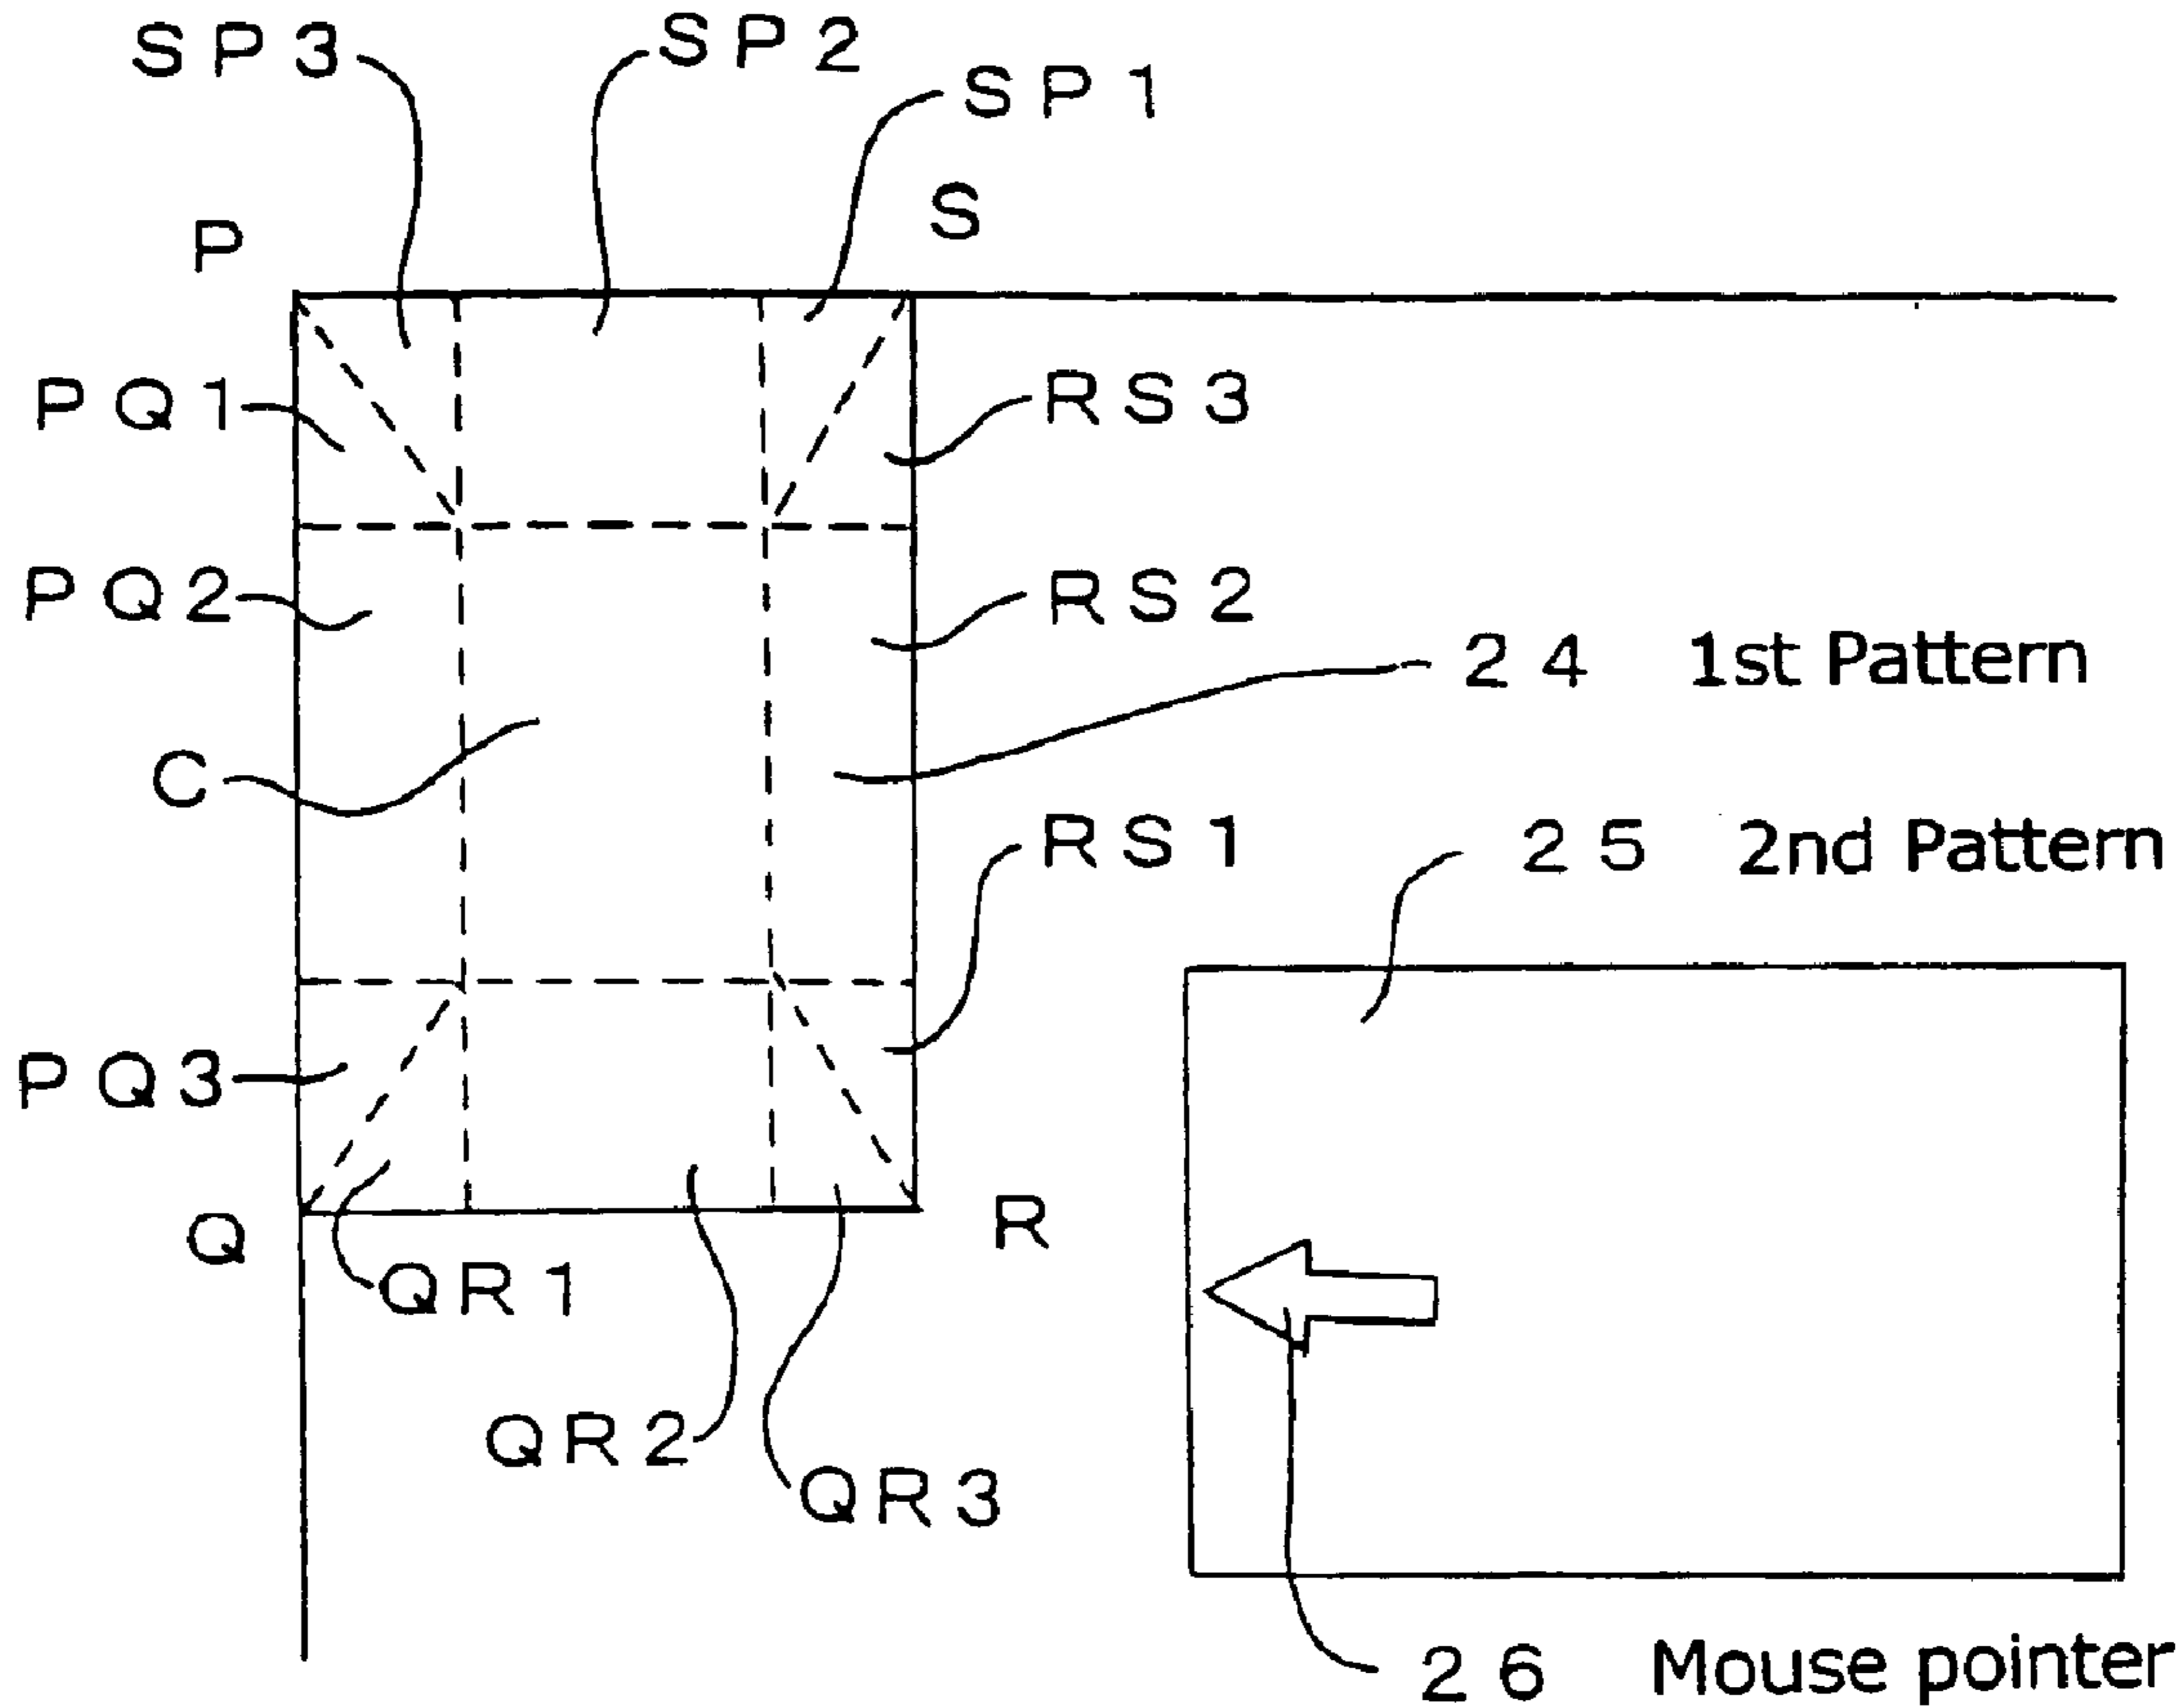 SP3
SP2
SP1
S
P
PQ1
RS3
PQ2
RS2
24 1st Pattern
C
RS1
25 2nd Pattern
PQ3
Q
R
QR1
QR2
QR3
26 Mouse pointer